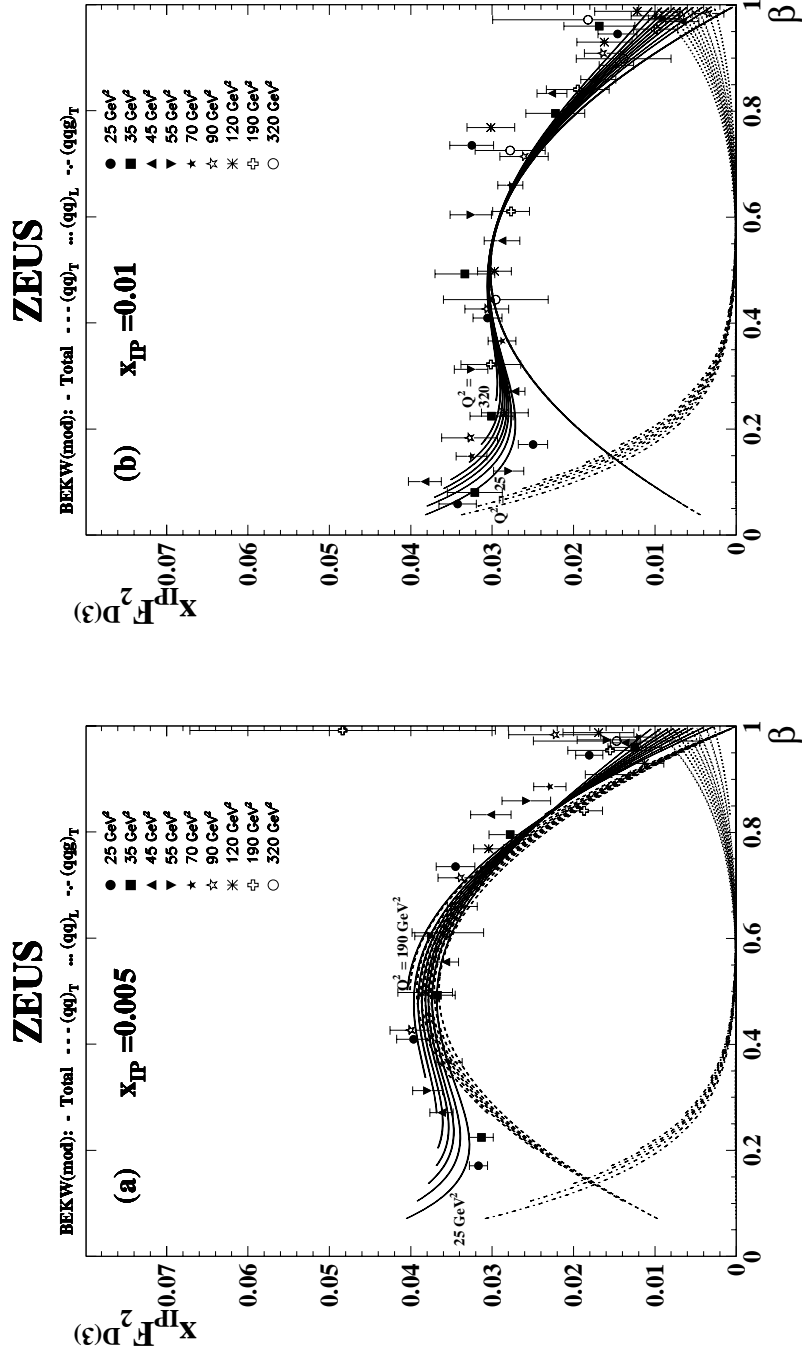 ZEUS
BEKW(mod): - Total - - - (qq)T ... (qq)L -.- (qqg)T
(a) xIP =0.005
25 GeV²
35 GeV²
45 GeV²
55 GeV²
70 GeV²
90 GeV²
120 GeV²
190 GeV²
320 GeV²
Q² = 190 GeV²
25 GeV²
xIPF2D(3)
0.07
0.06
0.05
0.04
0.03
0.02
0.01
0
0 0.2 0.4 0.6 0.8 1
β
ZEUS
BEKW(mod): - Total - - - (qq)T ... (qq)L -.- (qqg)T
(b) xIP =0.01
25 GeV²
35 GeV²
45 GeV²
55 GeV²
70 GeV²
90 GeV²
120 GeV²
190 GeV²
320 GeV²
Q² =
320
Q²=25
xIPF2D(3)
0.07
0.06
0.05
0.04
0.03
0.02
0.01
0
0 0.2 0.4 0.6 0.8 1
β